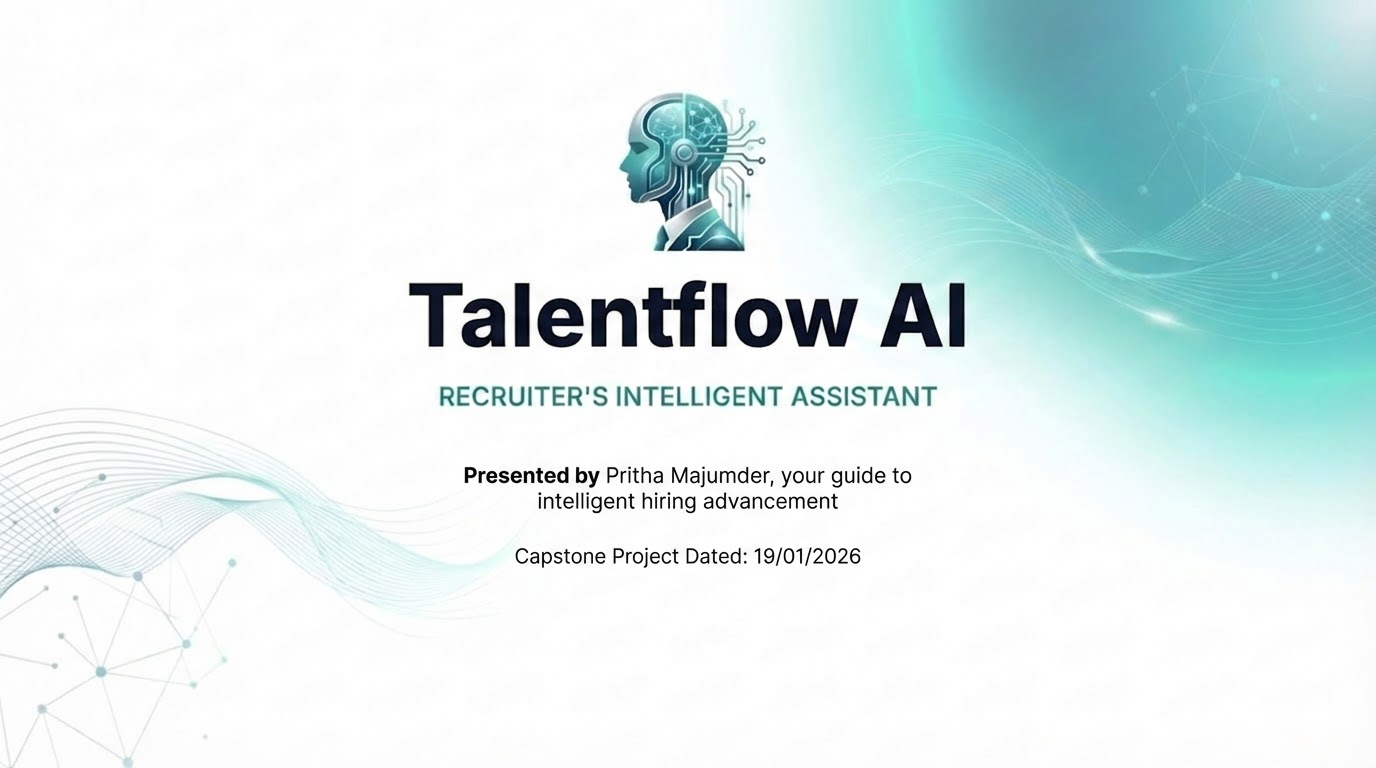 Talentflow AI
RECRUITER'S INTELLIGENT ASSISTANT
Presented by Pritha Majumder, your guide to
intelligent hiring advancement
Capstone Project Dated: 19/01/2026